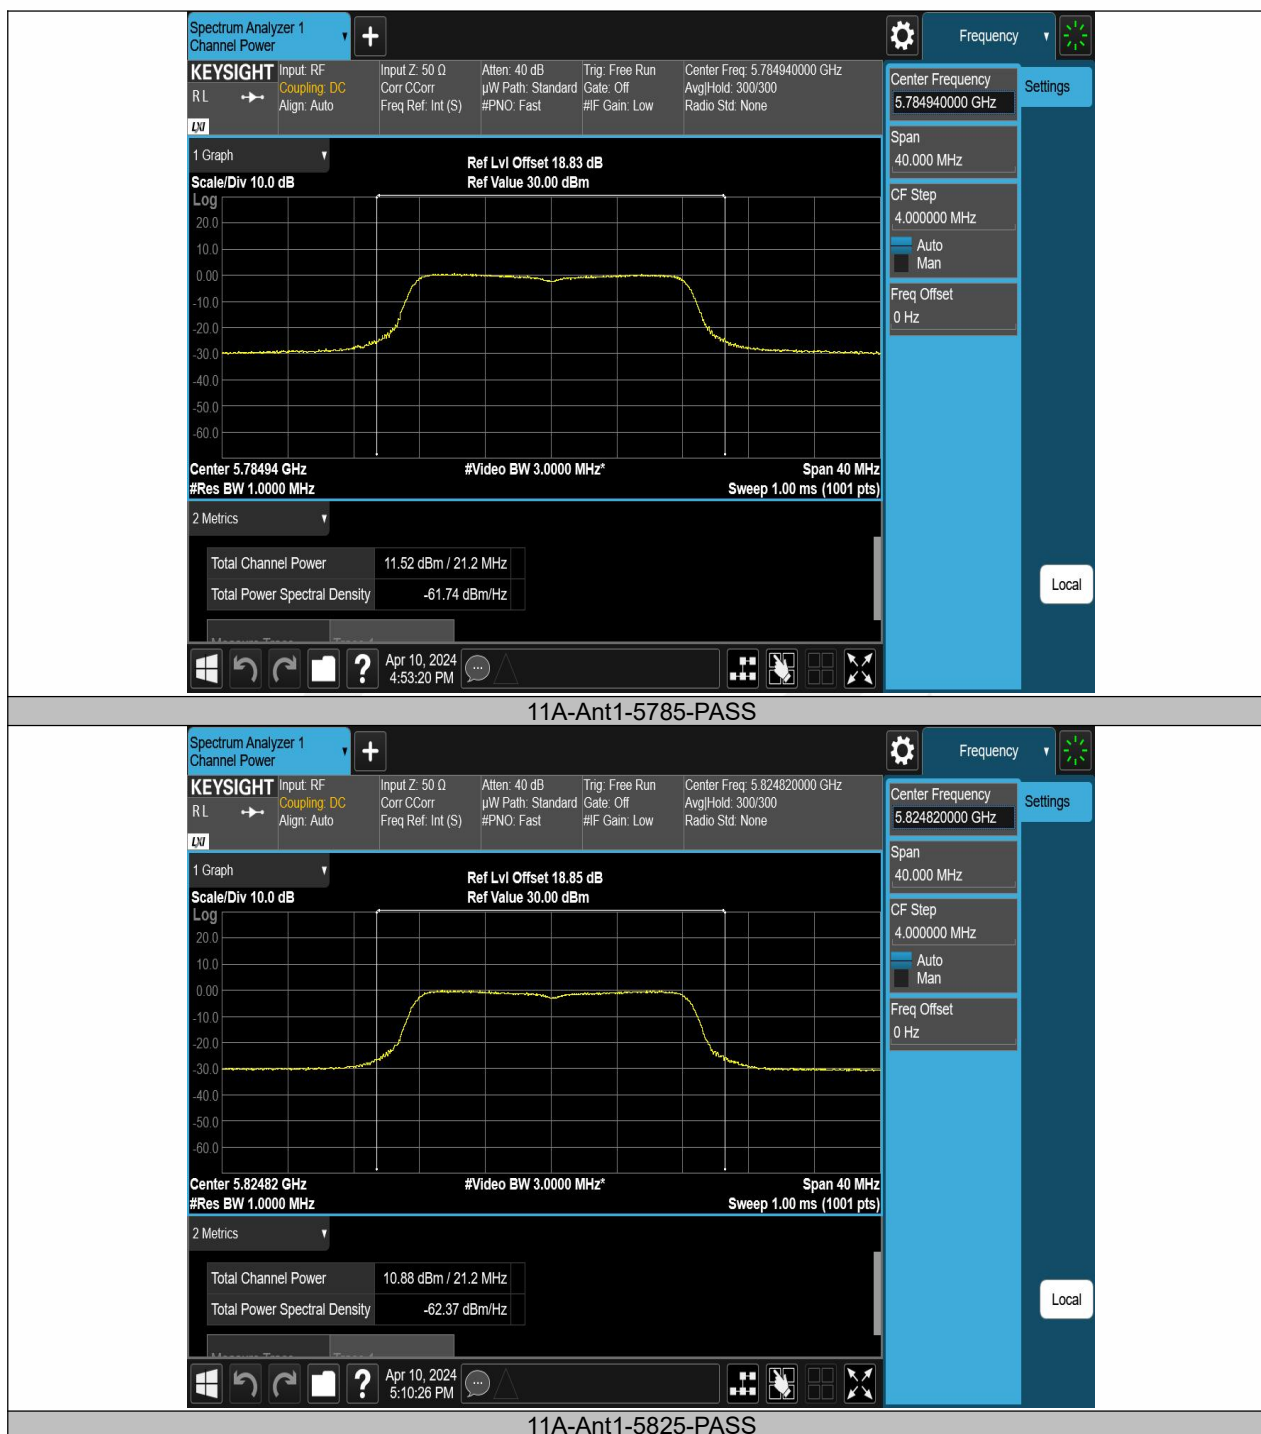 Spectrum Analyzer 1
Channel Power
Frequency
KEYSIGHT
R L
LXI
Input: RF
Coupling: DC
Align: Auto
Input Z: 50 Ω
Corr CCorr
Freq Ref: Int (S)
Atten: 40 dB
µW Path: Standard
#PNO: Fast
Trig: Free Run
Gate: Off
#IF Gain: Low
Center Freq: 5.784940000 GHz
Avg|Hold: 300/300
Radio Std: None
Center Frequency
5.784940000 GHz
Settings
Span
40.000 MHz
CF Step
4.000000 MHz
Auto
Man
Freq Offset
0 Hz
1 Graph
Scale/Div 10.0 dB
Ref Lvl Offset 18.83 dB
Ref Value 30.00 dBm
Log
20.0
10.0
0.00
-10.0
-20.0
-30.0
-40.0
-50.0
-60.0
Center 5.78494 GHz
#Res BW 1.0000 MHz
#Video BW 3.0000 MHz*
Span 40 MHz
Sweep 1.00 ms (1001 pts)
2 Metrics
Total Channel Power 11.52 dBm / 21.2 MHz
Total Power Spectral Density -61.74 dBm/Hz
Local
?
Apr 10, 2024
4:53:20 PM
11A-Ant1-5785-PASS
Spectrum Analyzer 1
Channel Power
Frequency
KEYSIGHT
R L
LXI
Input: RF
Coupling: DC
Align: Auto
Input Z: 50 Ω
Corr CCorr
Freq Ref: Int (S)
Atten: 40 dB
µW Path: Standard
#PNO: Fast
Trig: Free Run
Gate: Off
#IF Gain: Low
Center Freq: 5.824820000 GHz
Avg|Hold: 300/300
Radio Std: None
Center Frequency
5.824820000 GHz
Settings
Span
40.000 MHz
CF Step
4.000000 MHz
Auto
Man
Freq Offset
0 Hz
1 Graph
Scale/Div 10.0 dB
Ref Lvl Offset 18.85 dB
Ref Value 30.00 dBm
Log
20.0
10.0
0.00
-10.0
-20.0
-30.0
-40.0
-50.0
-60.0
Center 5.82482 GHz
#Res BW 1.0000 MHz
#Video BW 3.0000 MHz*
Span 40 MHz
Sweep 1.00 ms (1001 pts)
2 Metrics
Total Channel Power 10.88 dBm / 21.2 MHz
Total Power Spectral Density -62.37 dBm/Hz
Local
?
Apr 10, 2024
5:10:26 PM
11A-Ant1-5825-PASS